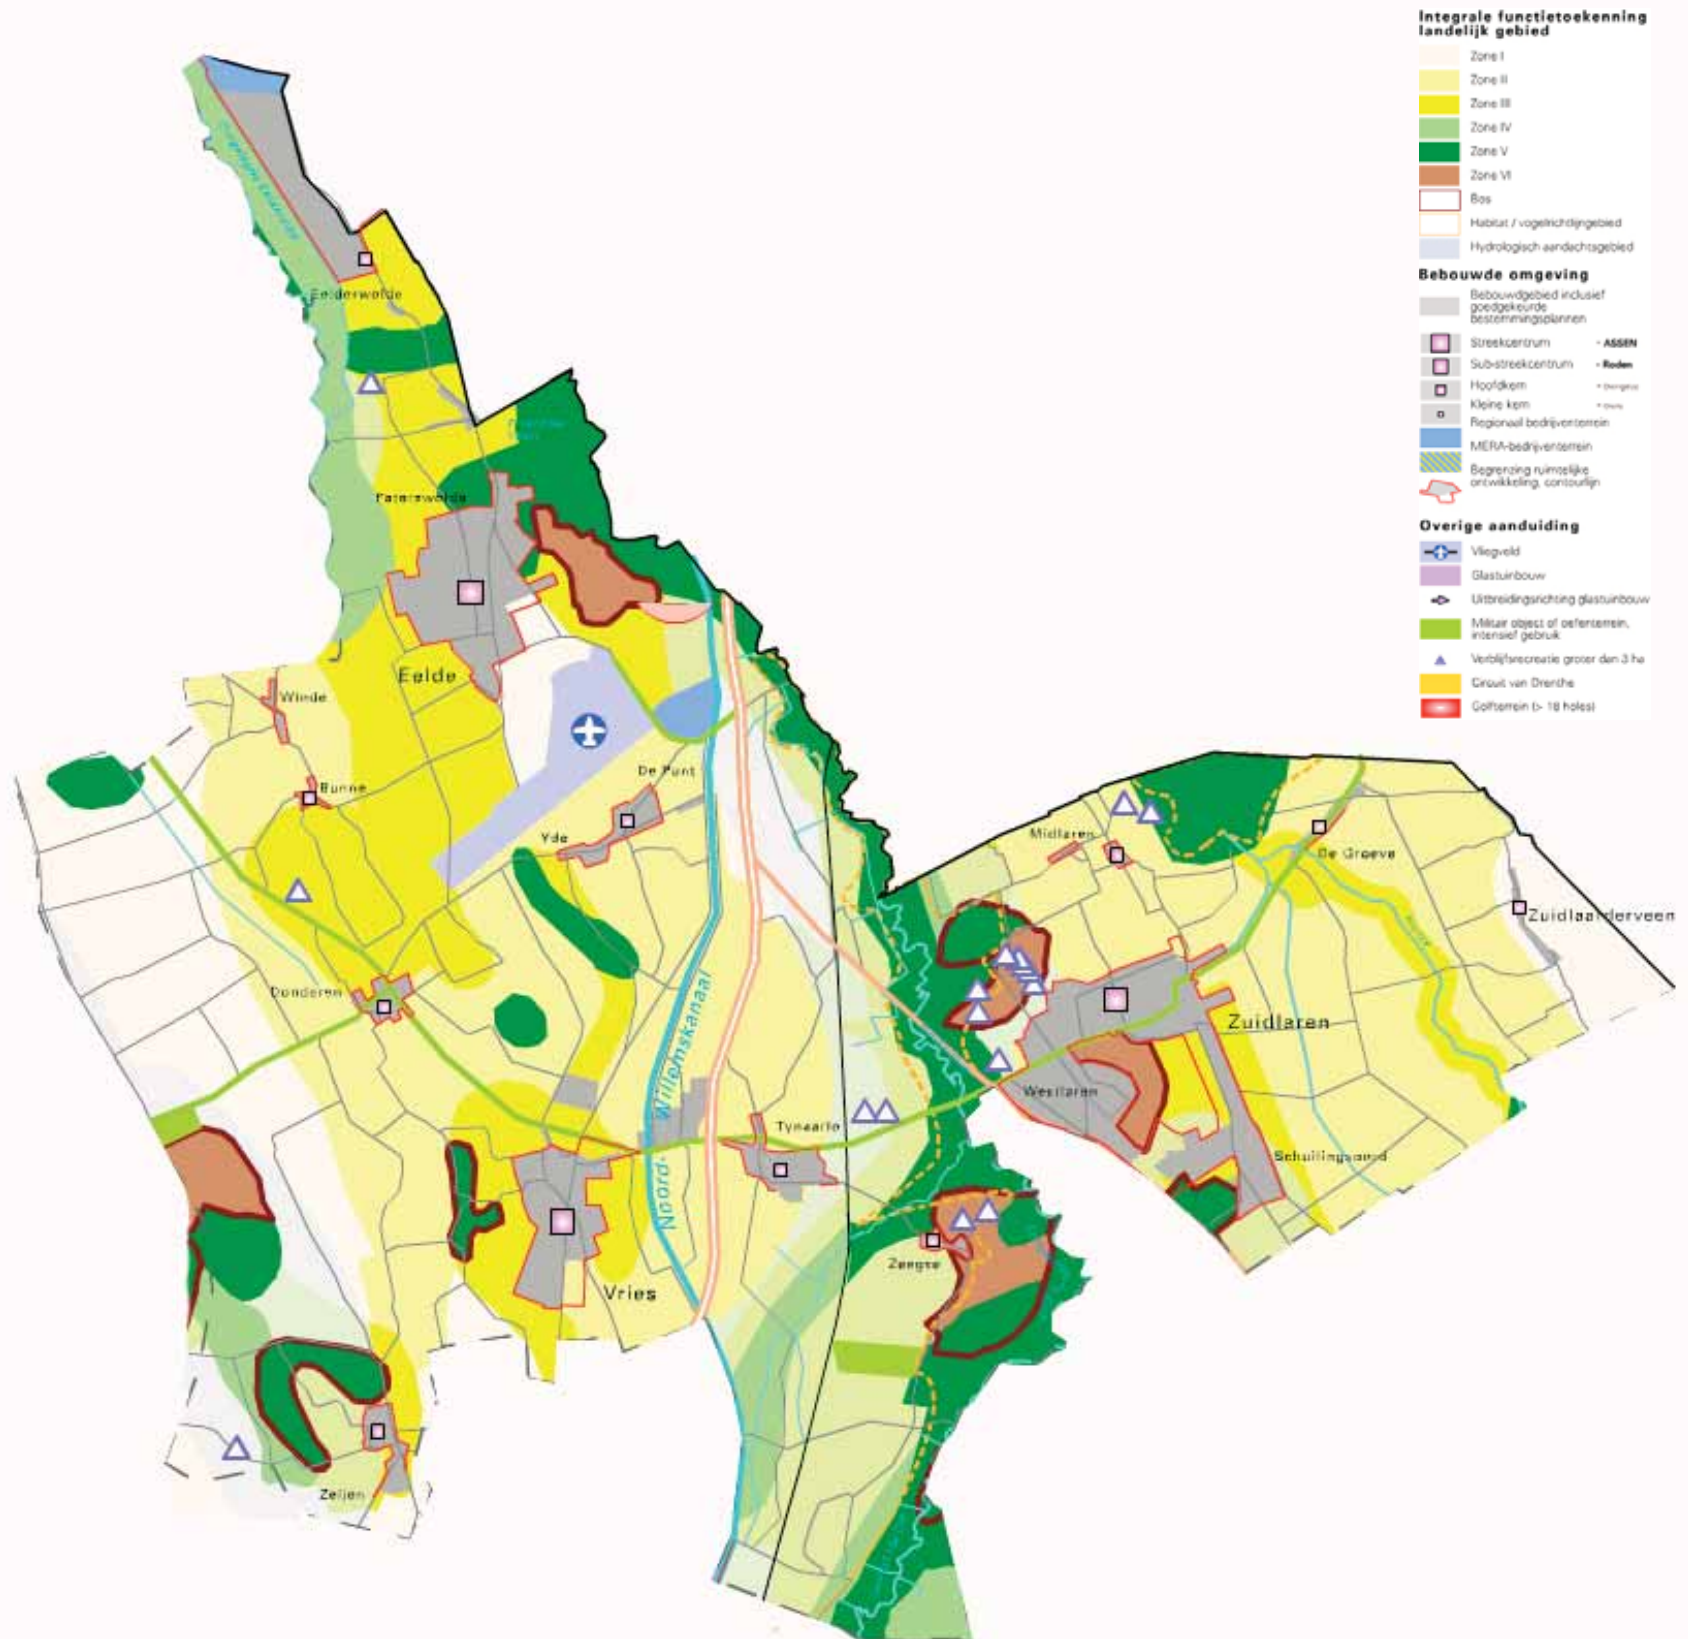 Integrale functietoekenning
landelijk gebied
Zone I
Zone II
Zone III
Zone IV
Zone V
Zone VI
Bos
Habitat / vogelrichtlijngebied
Hydrologisch aandachtsgebied
Bebouwde omgeving
Bebouwdgebied inclusief
goedgekeurde
bestemmingsplannen
Streekcentrum - ASSEN
Sub-streekcentrum - Roden
Hoofdkern
Kleine kern
Regionaal bedrijventerrein
MERA-bedrijventerrein
Begrenzing ruimtelijke
ontwikkeling, contourlijn
Overige aanduiding
Vliegveld
Glastuinbouw
Uitbreidingsrichting glastuinbouw
Militair object of oefenterrein,
intensief gebruik
Verblijfsrecreatie groter dan 3 ha
Circuit van Drenthe
Golfterrein (> 18 holes)
Eelderwolde
Paterswolde
Eelde
Winde
Bunne
De Punt
Yde
Midlaren
De Groeve
Zuidlaarderveen
Donderen
Noord-Willemskanaal
Zuidlaren
Westlaren
Tynaarlo
Schuilingsoord
Zeegse
Vries
Zeijen